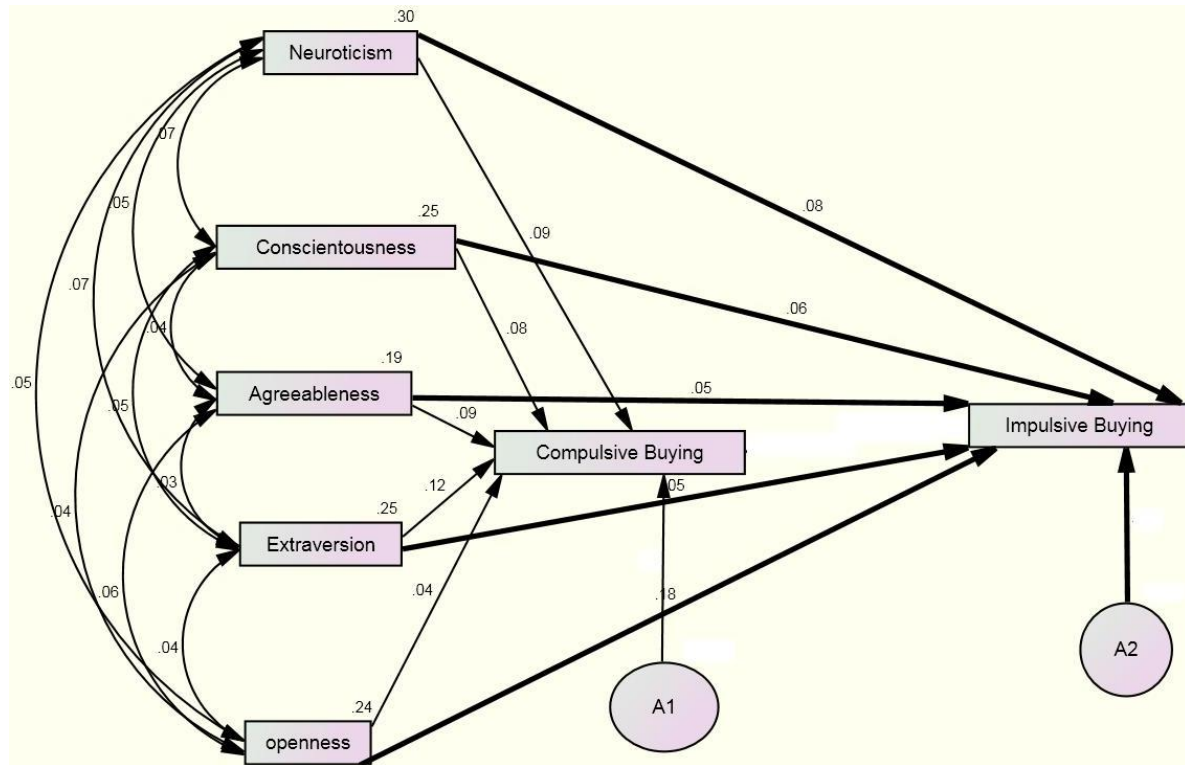 .30
Neuroticism
.07
.08
.05
.25
.09
Conscientousness
.07
.06
.04
.08
.19
.05
.05
Agreeableness
.05
.09
Impulsive Buying
Compulsive Buying
.03
.12
.05
.25
.04
Extraversion
.04
.06
.18
.04
A2
.24
A1
openness